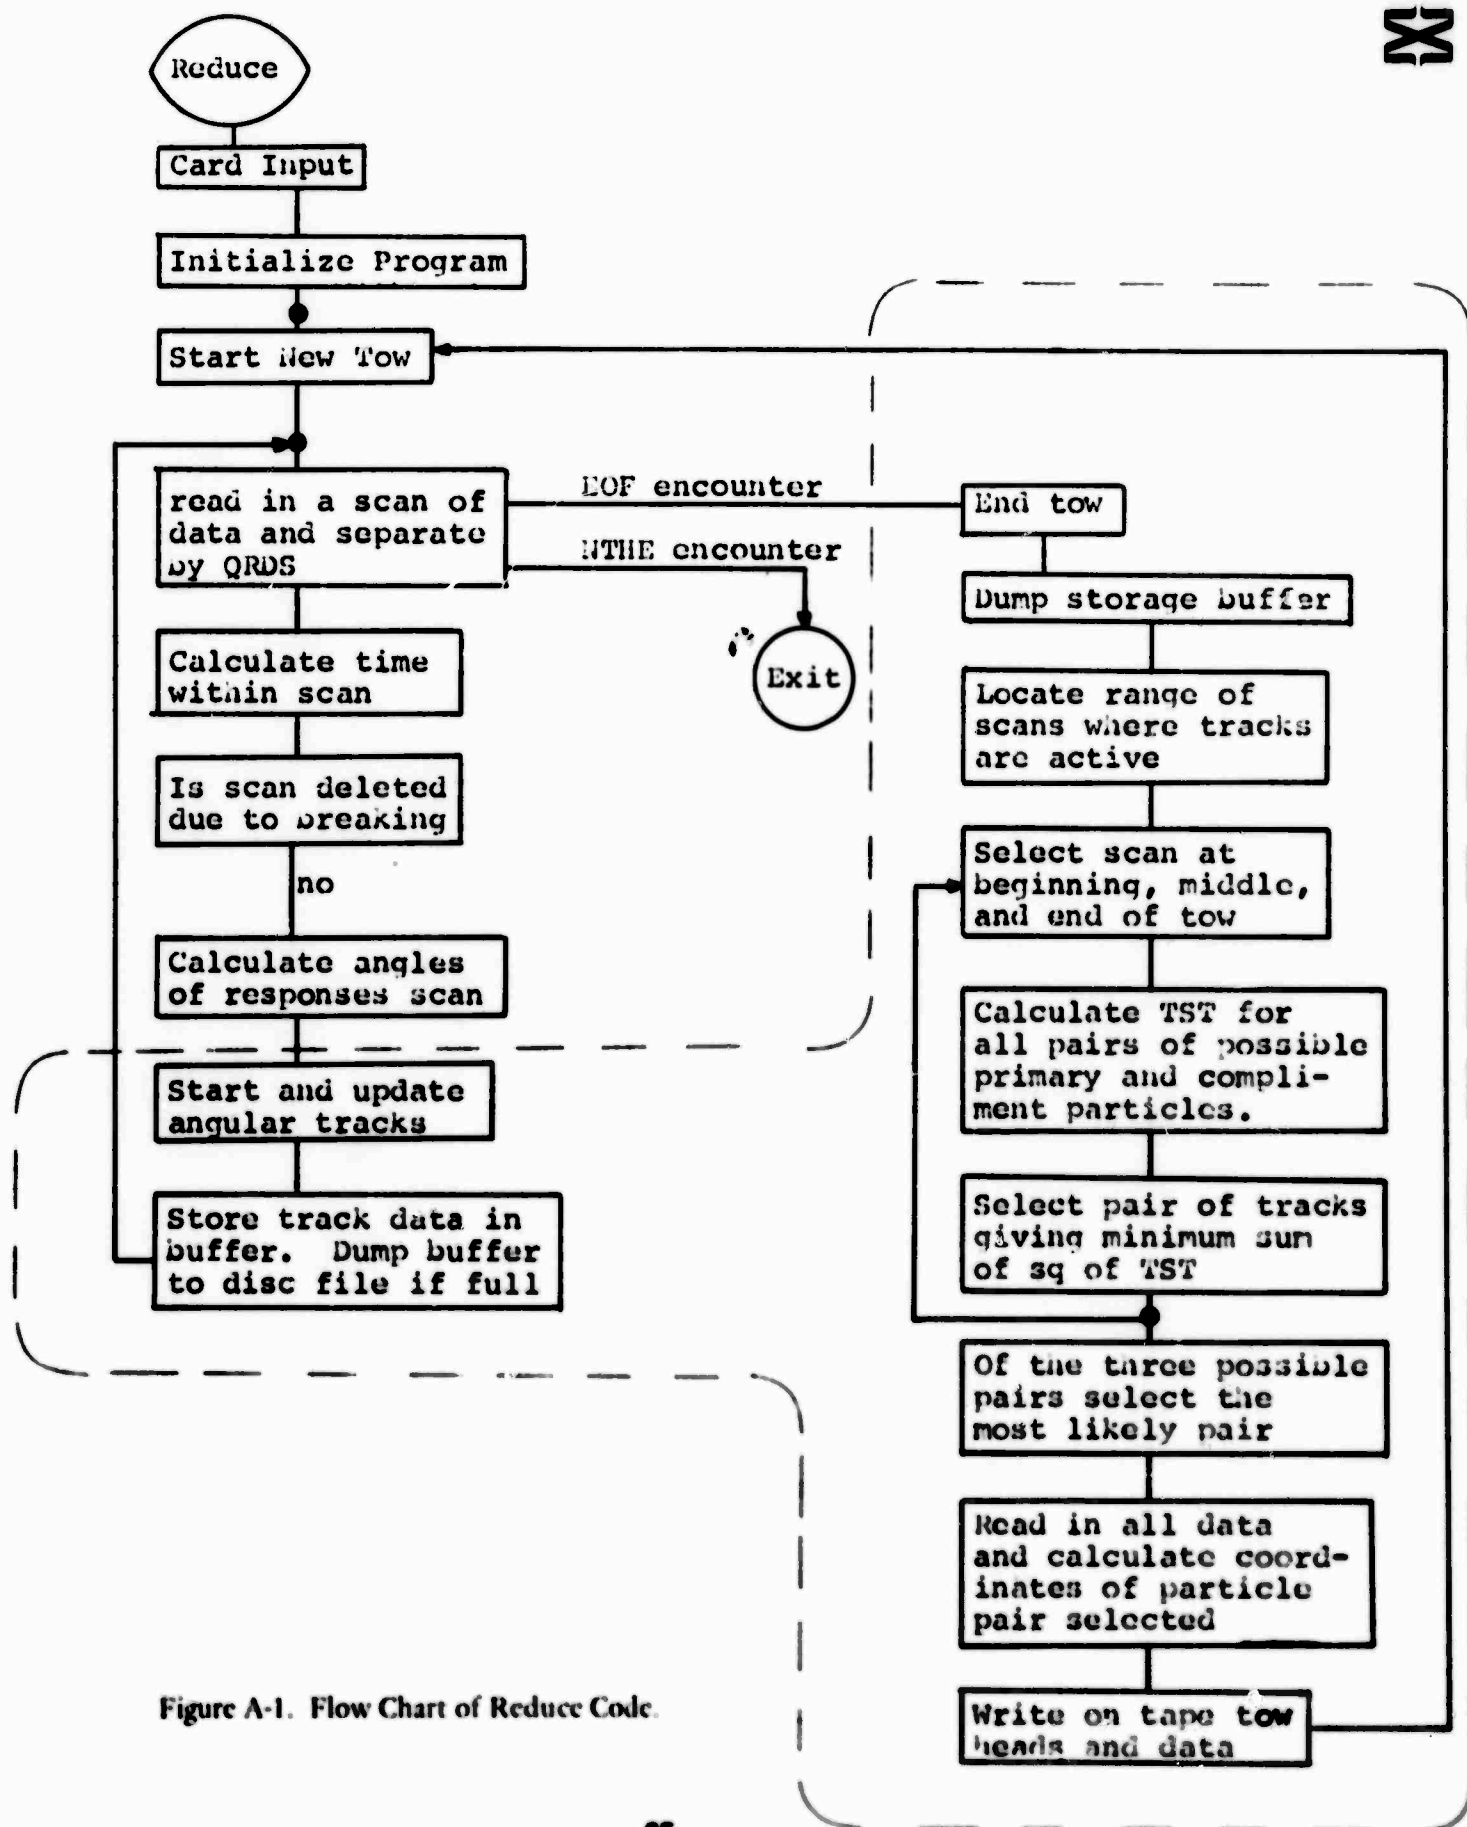 Reduce
Card Input
Initialize Program
Start New Tow
read in a scan of
data and separate
by QRDS
EOF encounter
NTHE encounter
Exit
Calculate time
within scan
Is scan deleted
due to breaking
no
Calculate angles
of responses scan
Start and update
angular tracks
Store track data in
buffer. Dump buffer
to disc file if full
End tow
Dump storage buffer
Locate range of
scans where tracks
are active
Select scan at
beginning, middle,
and end of tow
Calculate TST for
all pairs of possible
primary and compli-
ment particles.
Select pair of tracks
giving minimum sum
of sq of TST
Of the three possible
pairs select the
most likely pair
Read in all data
and calculate coord-
inates of particle
pair selected
Write on tape tow
heads and data
Figure A-1. Flow Chart of Reduce Code.